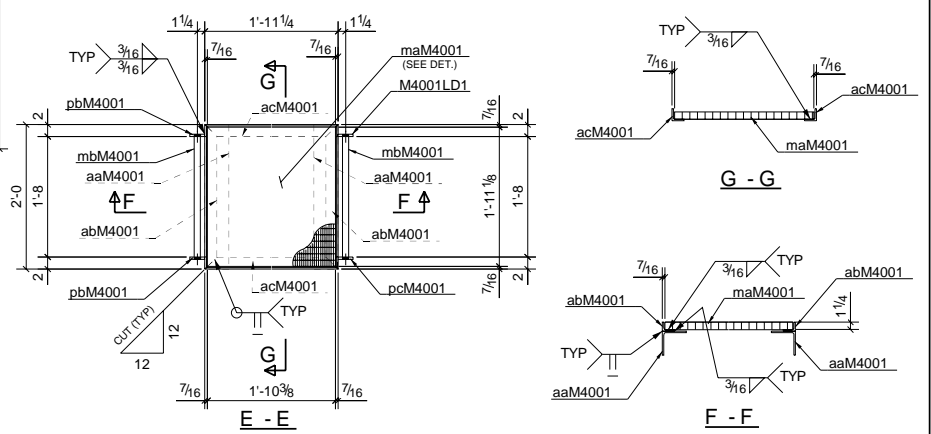 1 1/4
1'-11 1/4
1 1/4
7/16
7/16
TYP
3/16
3/16
G
maM4001
(SEE DET.)
M4001LD1
pbM4001
acM4001
7/16
2
2
mbM4001
mbM4001
aaM4001
aaM4001
1
2'-0
1'-8
F
F
1'-11 1/8
1'-8
abM4001
abM4001
2
7/16
2
pbM4001
acM4001
pcM4001
CUT (TYP)
12
12
TYP
G
7/16
1'-10 3/8
7/16
E - E
TYP
3/16
7/16
7/16
acM4001
acM4001
maM4001
G - G
7/16
3/16
TYP
abM4001
maM4001
abM4001
1 1/4
TYP
aaM4001
3/16
TYP
aaM4001
F - F